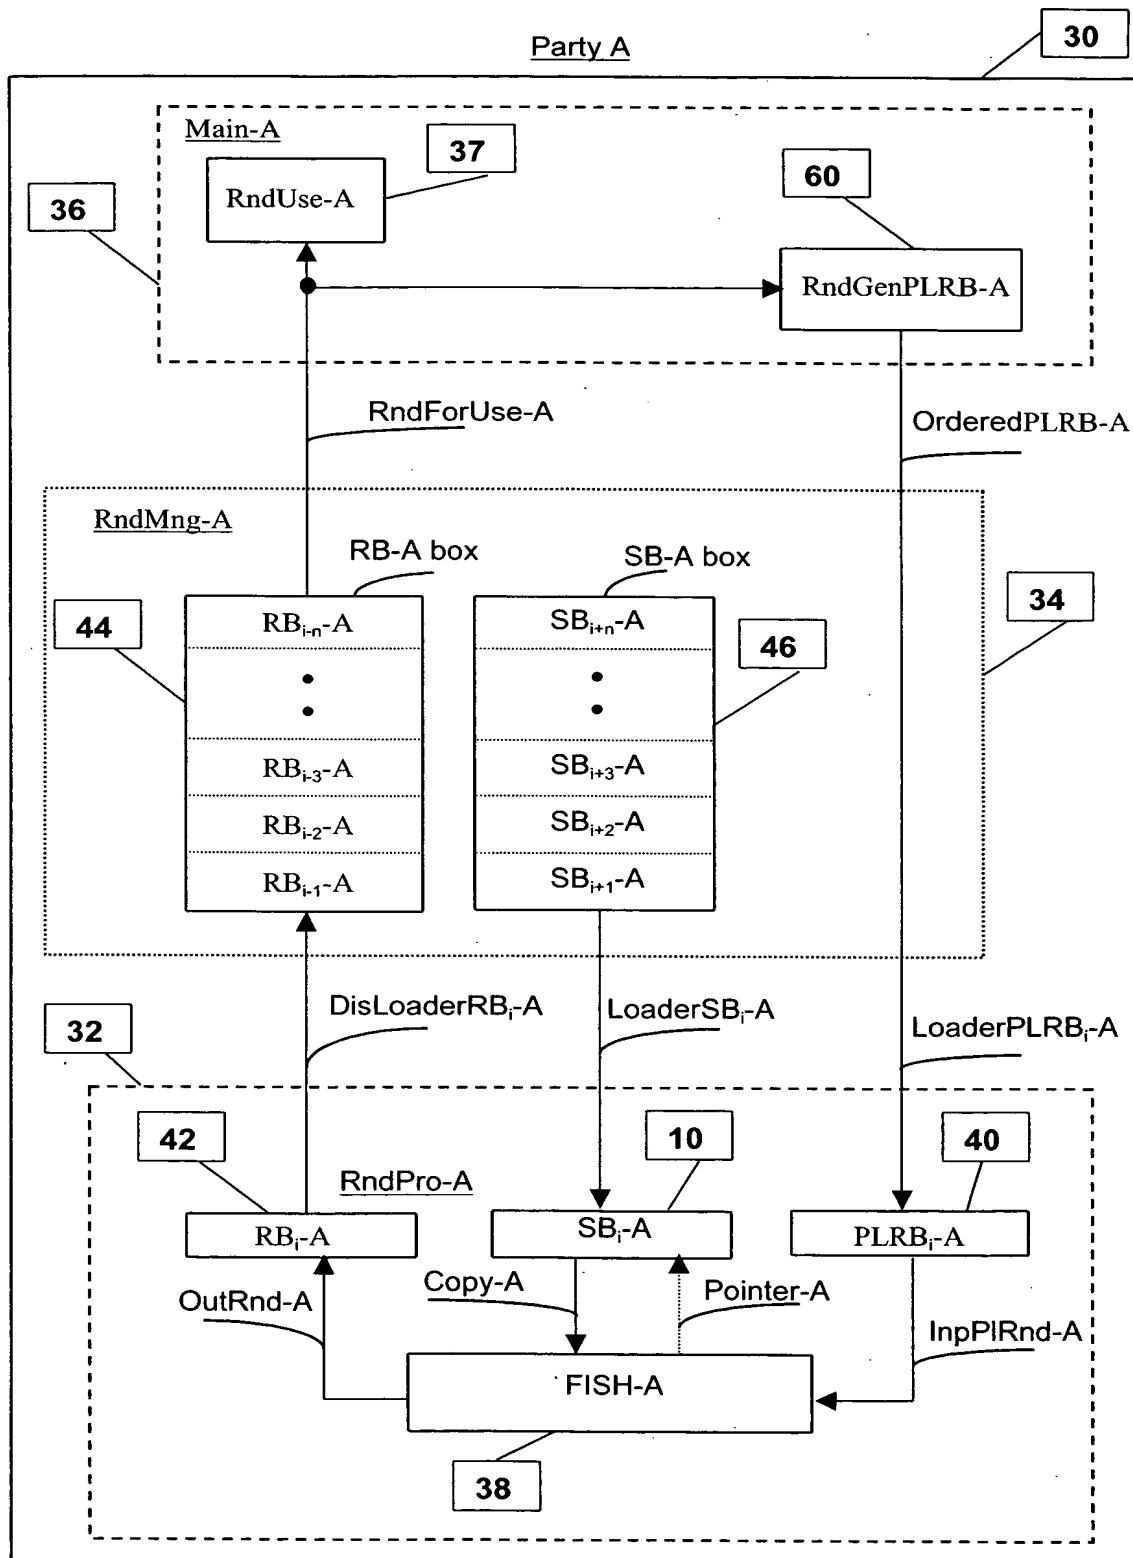 Party A
30
Main-A
37
RndUse-A
60
36
RndGenPLRB-A
RndForUse-A
OrderedPLRB-A
RndMng-A
RB-A box
SB-A box
34
44
RBi-n-A
SBi+n-A
46
RBi-3-A
SBi+3-A
RBi-2-A
SBi+2-A
RBi-1-A
SBi+1-A
DisLoaderRBi-A
LoaderSBi-A
LoaderPLRBi-A
32
42
10
40
RndPro-A
RBi-A
SBi-A
PLRBi-A
OutRnd-A
Copy-A
Pointer-A
InpPlRnd-A
FISH-A
38